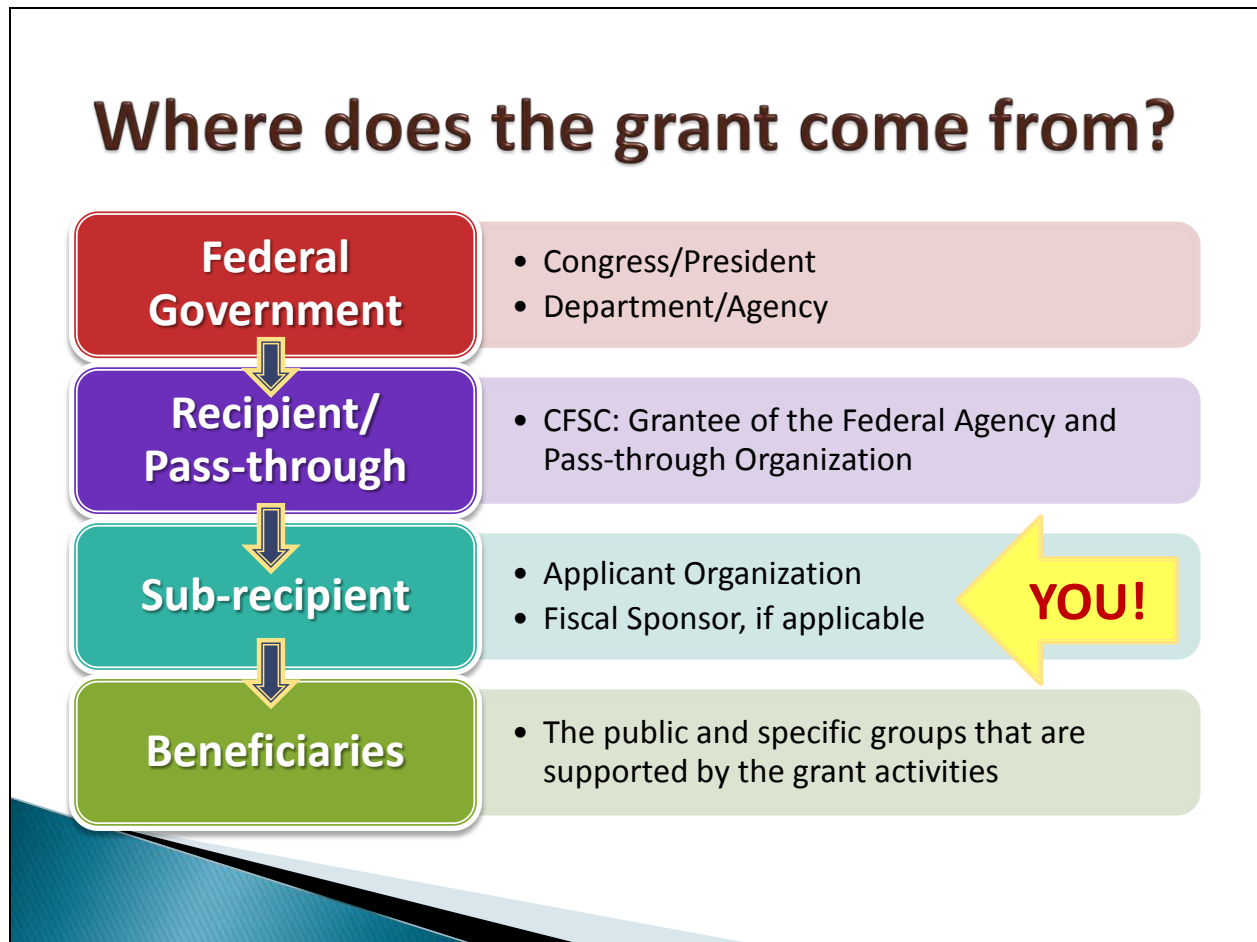 Where does the grant come from?
Federal
Government
• Congress/President
• Department/Agency
Recipient/
Pass-through
• CFSC: Grantee of the Federal Agency and
Pass-through Organization
Sub-recipient
• Applicant Organization
• Fiscal Sponsor, if applicable
YOU!
Beneficiaries
• The public and specific groups that are
supported by the grant activities